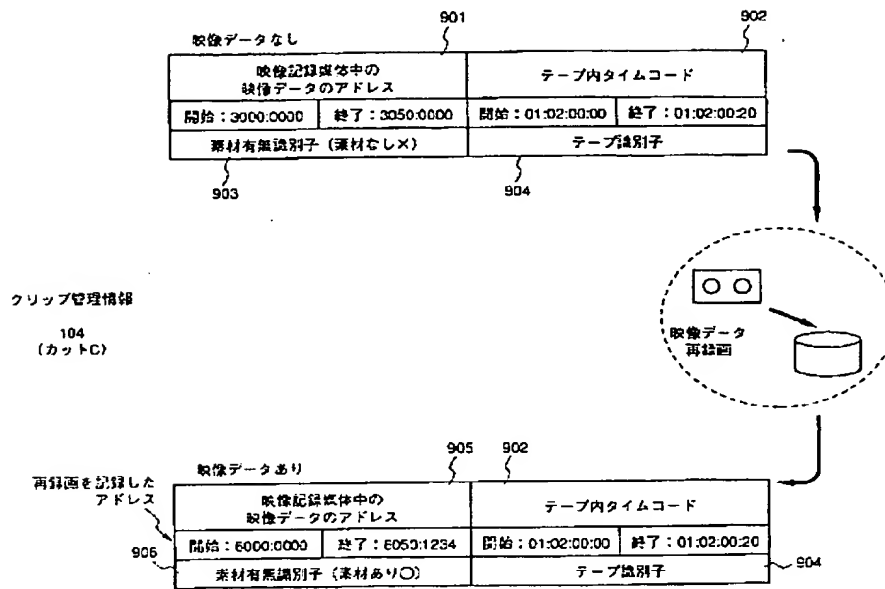 901
902
映像データなし
映像記録媒体中の
映像データのアドレス
テープ内タイムコード
開始：3000:0000
終了：3050:0000
開始：01:02:00:00
終了：01:02:00:20
素材有無識別子（素材なし×）
テープ識別子
903
904
クリップ管理情報
104
（カットC）
映像データ
再録画
905
902
映像データあり
再録画を記録した
アドレス
映像記録媒体中の
映像データのアドレス
テープ内タイムコード
開始：6000:0000
終了：6050:1234
開始：01:02:00:00
終了：01:02:00:20
906
素材有無識別子（素材あり○）
テープ識別子
904